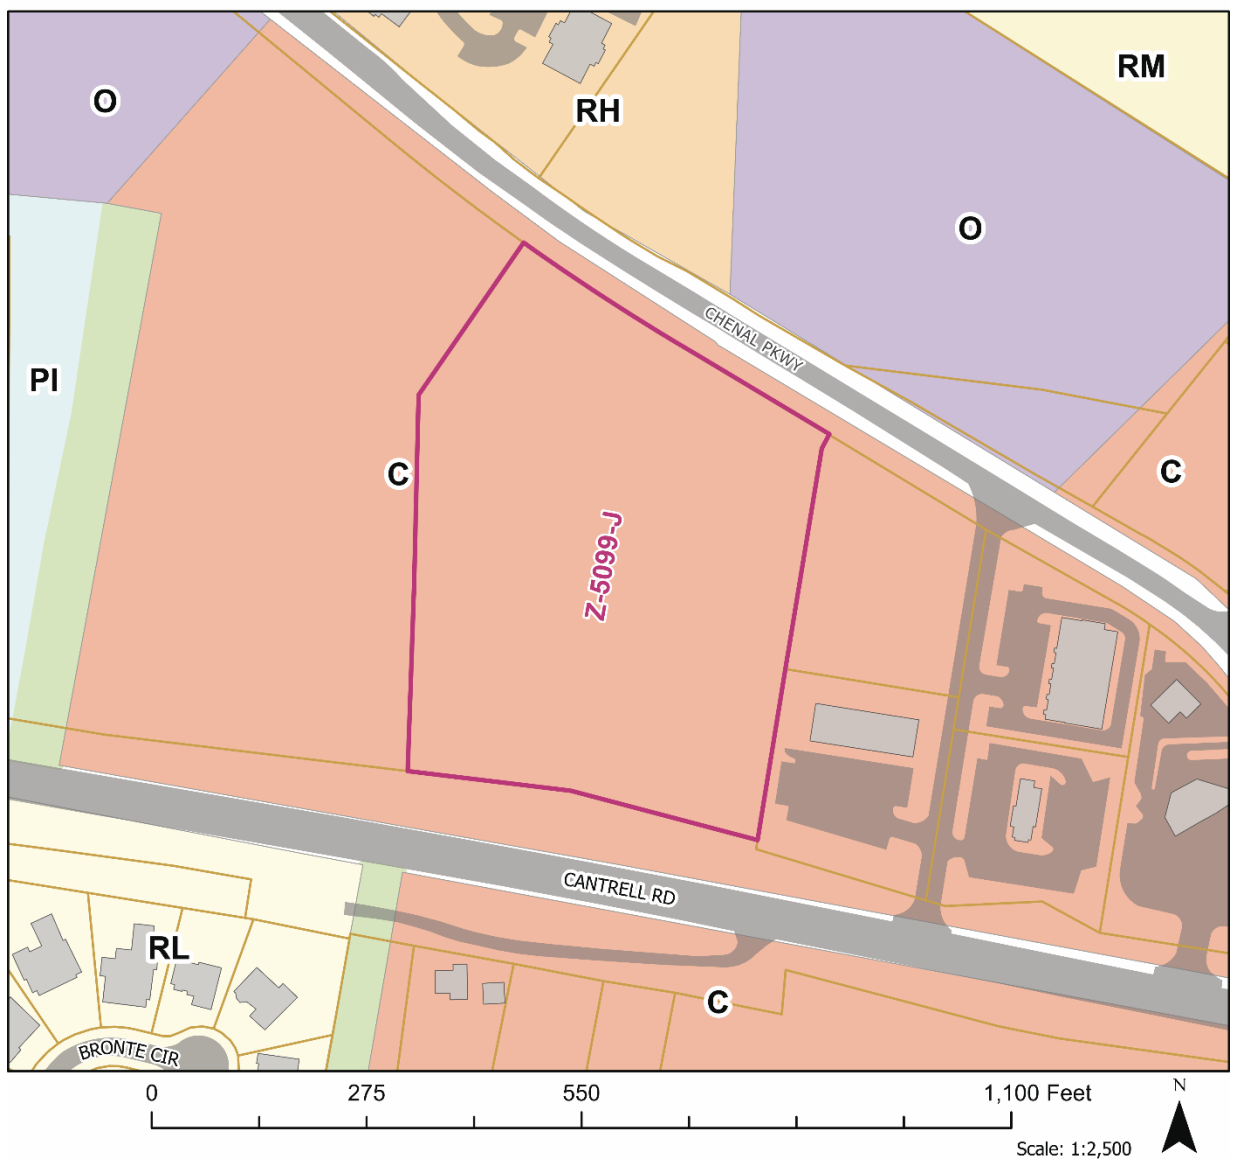 RM
O
RH
O
CHENAL PKWY
PI
C
C
Z-5099-J
CANTRELL RD
RL
C
BRONTE CIR
0 275 550 1,100 Feet
N
Scale: 1:2,500